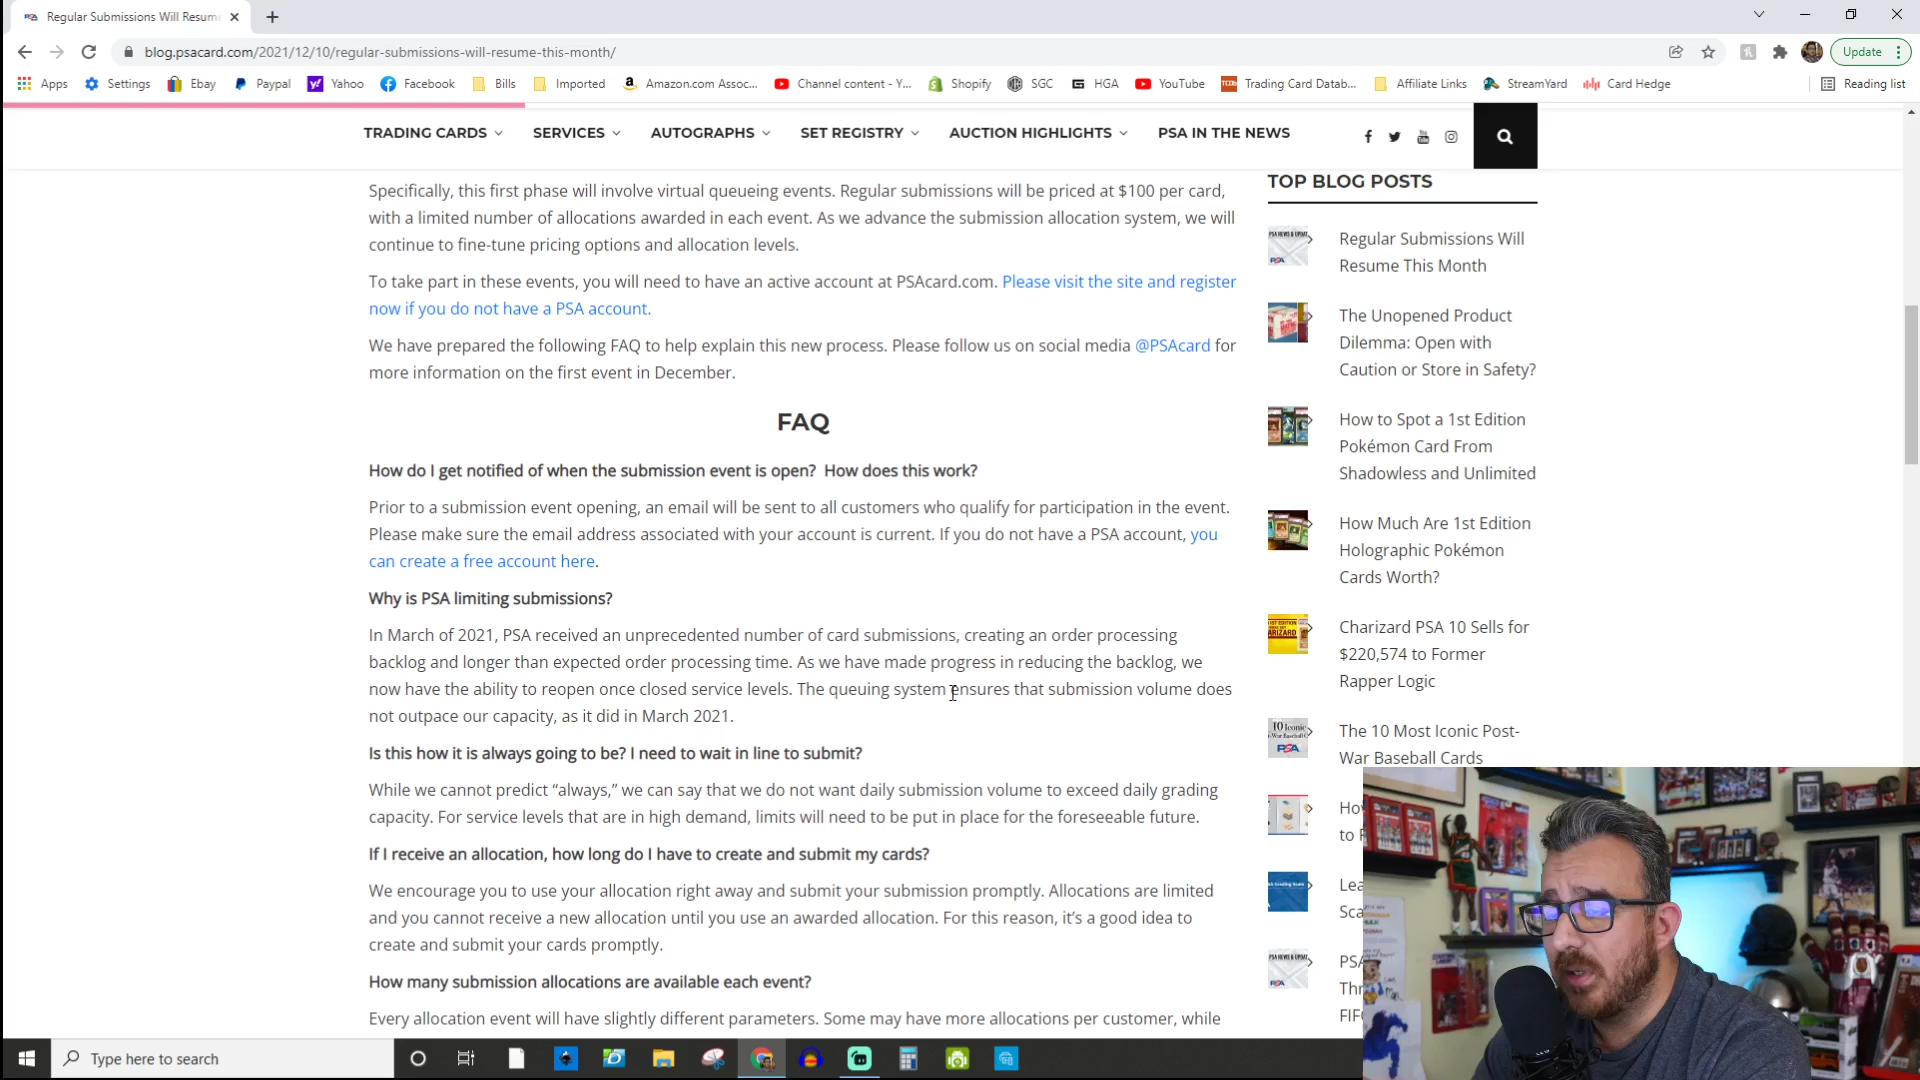 Regular Submissions Will Resum
blog.psacard.com/2021/12/10/regular-submissions-will-resume-this-month/
Update
Apps Settings Ebay Paypal Yahoo Facebook Bills Imported Amazon.com Assoc... Channel content - Y... Shopify SGC HGA YouTube Trading Card Datab... Affiliate Links StreamYard Card Hedge Reading list
TRADING CARDS SERVICES AUTOGRAPHS SET REGISTRY AUCTION HIGHLIGHTS PSA IN THE NEWS
Specifically, this first phase will involve virtual queueing events. Regular submissions will be priced at $100 per card,
with a limited number of allocations awarded in each event. As we advance the submission allocation system, we will
continue to fine-tune pricing options and allocation levels.
To take part in these events, you will need to have an active account at PSAcard.com. Please visit the site and register
now if you do not have a PSA account.
We have prepared the following FAQ to help explain this new process. Please follow us on social media @PSAcard for
more information on the first event in December.
FAQ
How do I get notified of when the submission event is open?  How does this work?
Prior to a submission event opening, an email will be sent to all customers who qualify for participation in the event.
Please make sure the email address associated with your account is current. If you do not have a PSA account, you
can create a free account here.
Why is PSA limiting submissions?
In March of 2021, PSA received an unprecedented number of card submissions, creating an order processing
backlog and longer than expected order processing time. As we have made progress in reducing the backlog, we
now have the ability to reopen once closed service levels. The queuing system ensures that submission volume does
not outpace our capacity, as it did in March 2021.
Is this how it is always going to be? I need to wait in line to submit?
While we cannot predict “always,” we can say that we do not want daily submission volume to exceed daily grading
capacity. For service levels that are in high demand, limits will need to be put in place for the foreseeable future.
If I receive an allocation, how long do I have to create and submit my cards?
We encourage you to use your allocation right away and submit your submission promptly. Allocations are limited
and you cannot receive a new allocation until you use an awarded allocation. For this reason, it’s a good idea to
create and submit your cards promptly.
How many submission allocations are available each event?
Every allocation event will have slightly different parameters. Some may have more allocations per customer, while
TOP BLOG POSTS
Regular Submissions Will
Resume This Month
The Unopened Product
Dilemma: Open with
Caution or Store in Safety?
How to Spot a 1st Edition
Pokémon Card From
Shadowless and Unlimited
How Much Are 1st Edition
Holographic Pokémon
Cards Worth?
Charizard PSA 10 Sells for
$220,574 to Former
Rapper Logic
The 10 Most Iconic Post-
War Baseball Cards
Ho
to
Lea
Sca
PSA
Thr
FIF
Type here to search